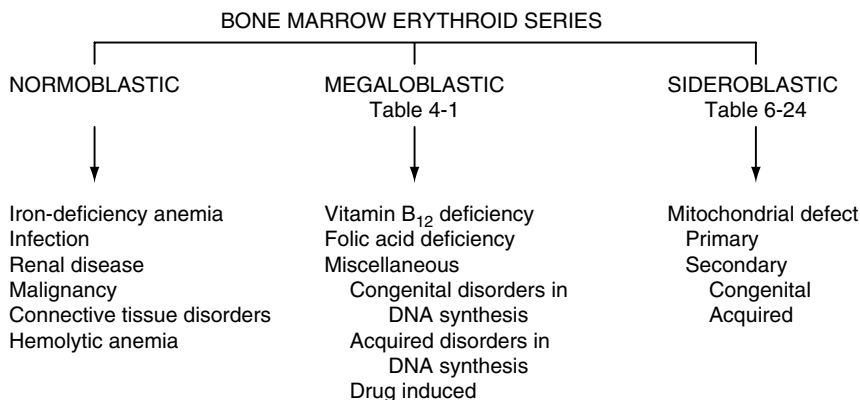 BONE MARROW ERYTHROID SERIES
NORMOBLASTIC
Iron-deficiency anemia
Infection
Renal disease
Malignancy
Connective tissue disorders
Hemolytic anemia
MEGALOBLASTIC
Table 4-1
Vitamin B12 deficiency
Folic acid deficiency
Miscellaneous
Congenital disorders in
DNA synthesis
Acquired disorders in
DNA synthesis
Drug induced
SIDEROBLASTIC
Table 6-24
Mitochondrial defect
Primary
Secondary
Congenital
Acquired